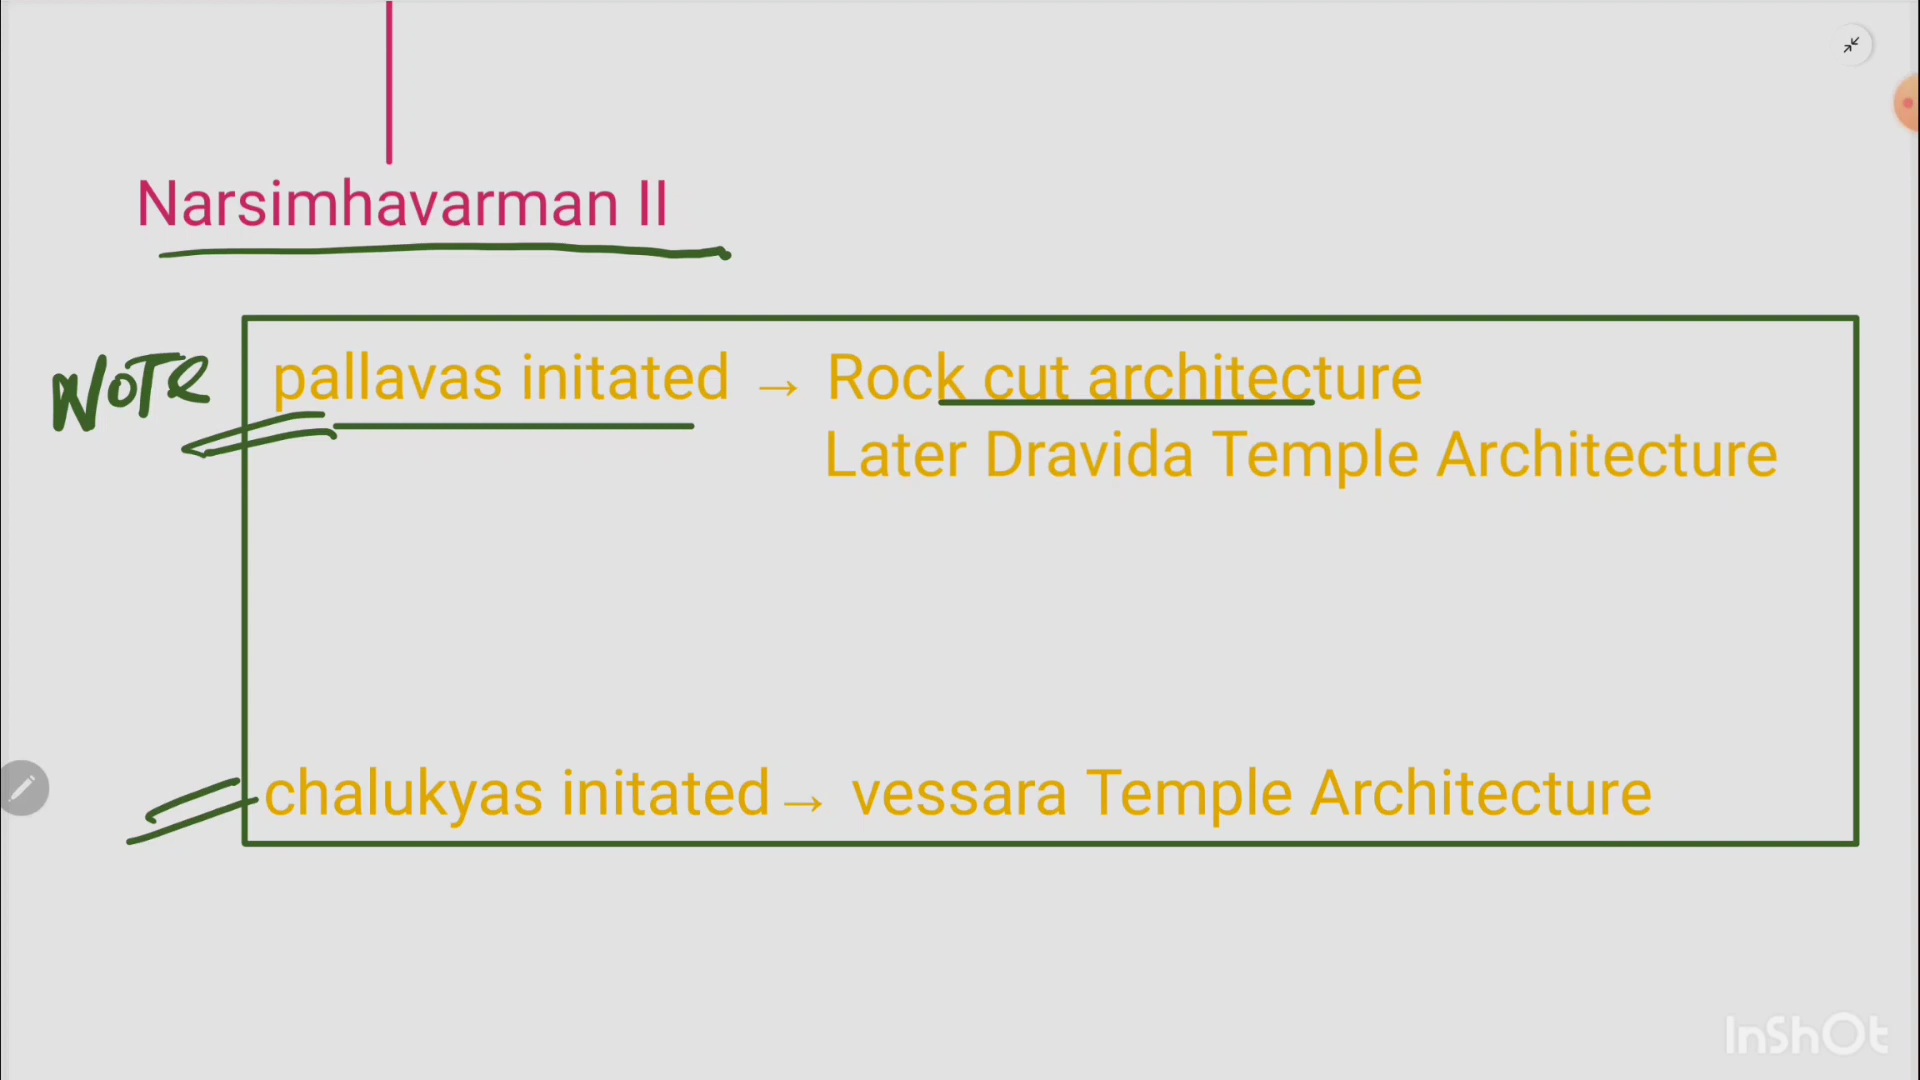 Narsimhavarman II
NOTE
pallavas initated → Rock cut architecture
Later Dravida Temple Architecture
chalukyas initated → vessara Temple Architecture
InShOt